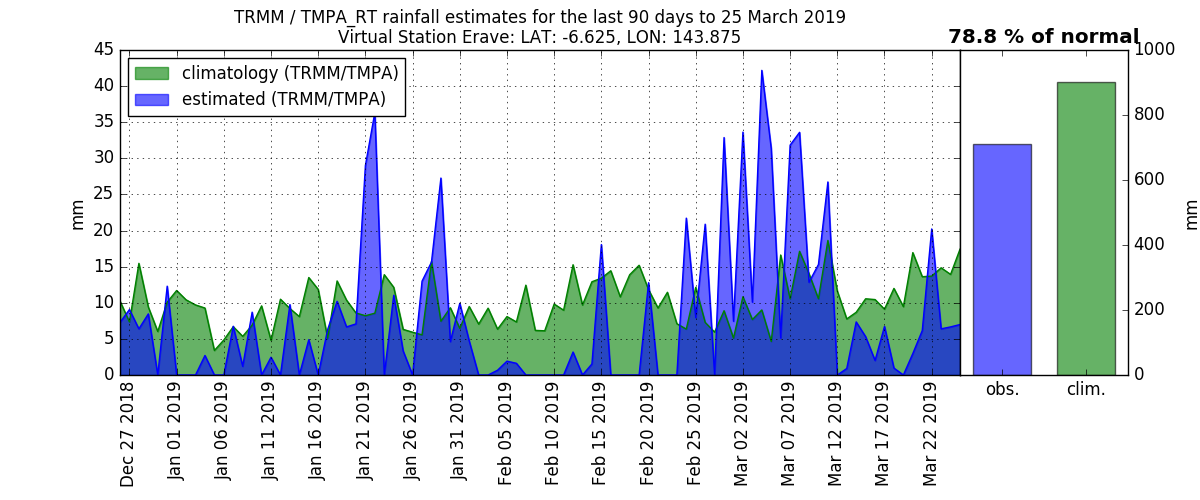 TRMM / TMPA_RT rainfall estimates for the last 90 days to 25 March 2019
Virtual Station Erave: LAT: -6.625, LON: 143.875
78.8 % of normal
climatology (TRMM/TMPA)
estimated (TRMM/TMPA)
45
40
35
30
25
20
15
10
5
0
mm
Dec 27 2018
Jan 01 2019
Jan 06 2019
Jan 11 2019
Jan 16 2019
Jan 21 2019
Jan 26 2019
Jan 31 2019
Feb 05 2019
Feb 10 2019
Feb 15 2019
Feb 20 2019
Feb 25 2019
Mar 02 2019
Mar 07 2019
Mar 12 2019
Mar 17 2019
Mar 22 2019
obs.
clim.
1000
800
600
400
200
0
mm